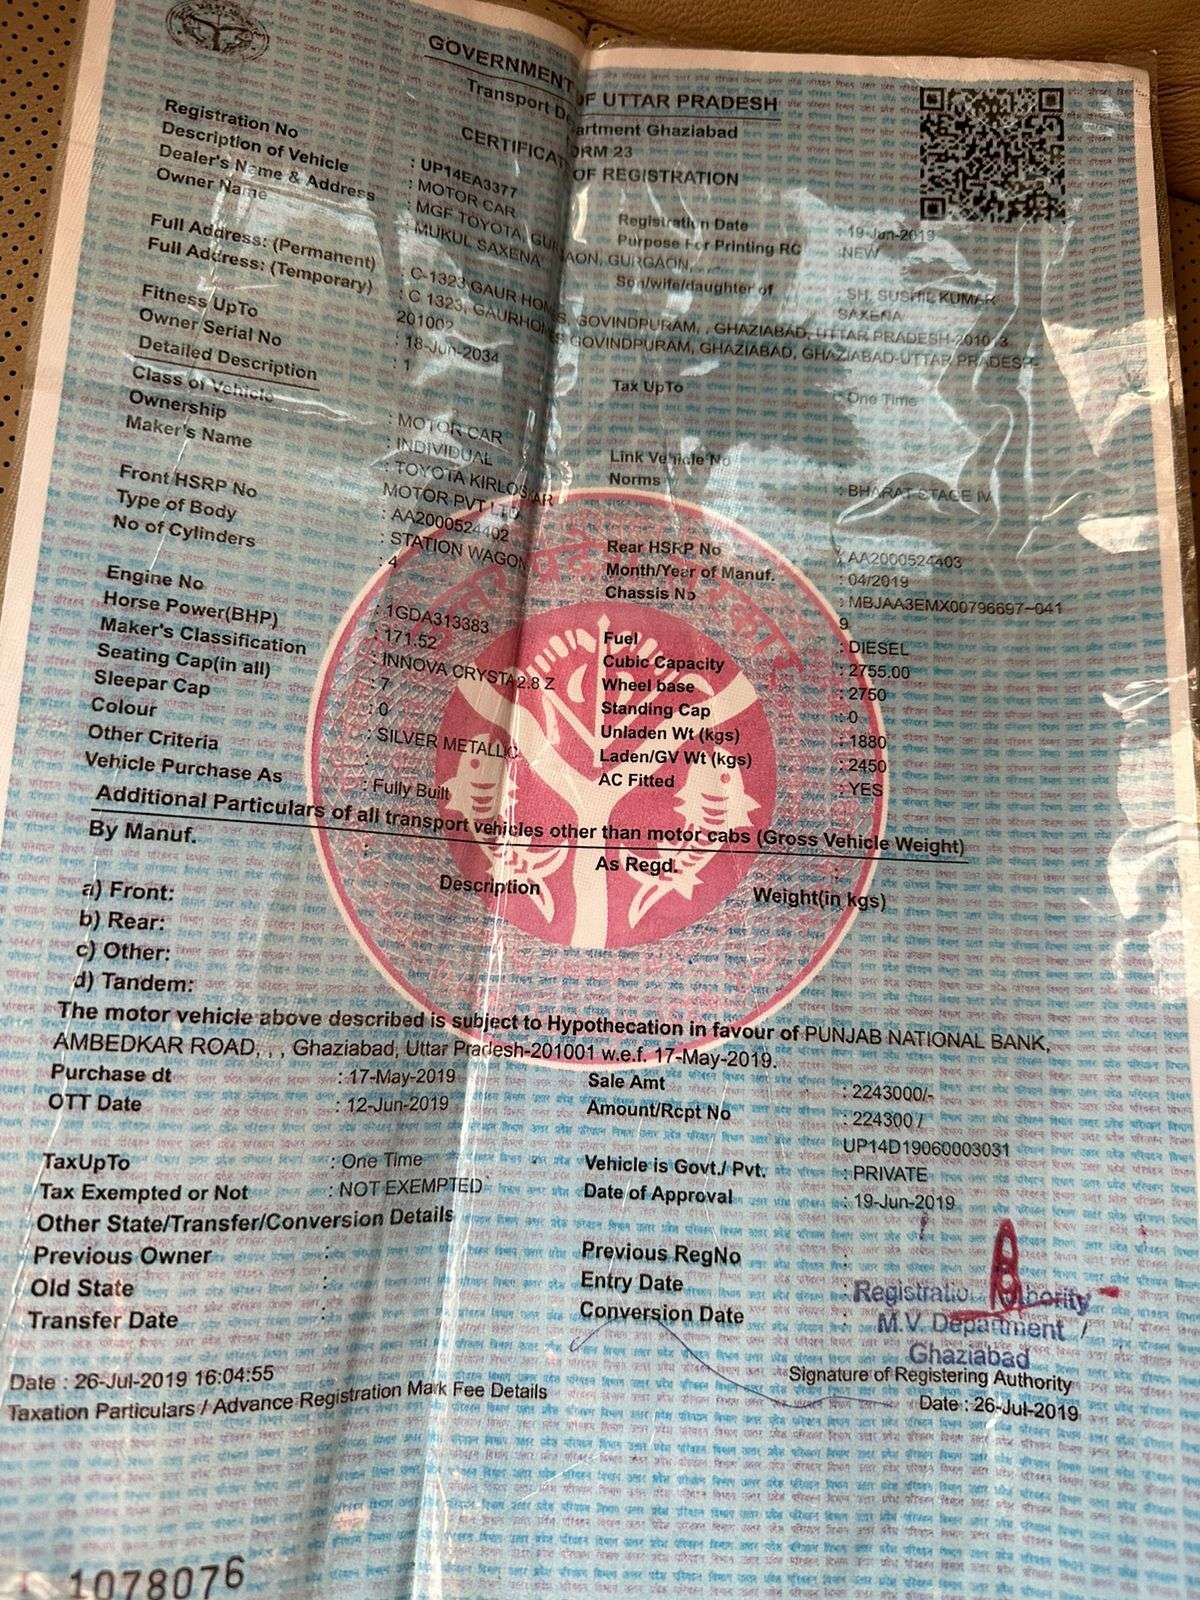 GOVERNMENT OF UTTAR PRADESH
Transport Department Ghaziabad
FORM 23
CERTIFICATE OF REGISTRATION
Registration No : UP14EA3377 Registration Date : 19-Jun-2019
Description of Vehicle : MOTOR CAR Purpose For Printing RC : NEW
Dealer's Name & Address : MGF TOYOTA, GURGAON, GURGAON,
Owner Name : MUKUL SAXENA Son/wife/daughter of : SH. SUSHIL KUMAR
SAXENA
Full Address: (Permanent) : C-1323 GAUR HOMES, GOVINDPURAM, , GHAZIABAD, UTTAR PRADESH-201013
Full Address: (Temporary) : C 1323, GAURHOMES GOVINDPURAM, GHAZIABAD, GHAZIABAD-UTTAR PRADESH-
201002
Fitness UpTo : 18-Jun-2034 Tax UpTo : One Time
Owner Serial No : 1
Detailed Description
Class of Vehicle : MOTOR CAR Link Vehicle No
Ownership : INDIVIDUAL Norms : BHARAT STAGE IV
Maker's Name : TOYOTA KIRLOSKAR
MOTOR PVT LTD
Front HSRP No : AA2000524402 Rear HSRP No : AA2000524403
Type of Body : STATION WAGON Month/Year of Manuf. : 04/2019
No of Cylinders : 4 Chassis No : MBJAA3EMX00796697-041
9
Engine No : 1GDA313383 Fuel : DIESEL
Horse Power(BHP) : 171.52 Cubic Capacity : 2755.00
Maker's Classification : INNOVA CRYSTA2.8 Z Wheel base : 2750
Seating Cap(in all) : 7 Standing Cap : 0
Sleepar Cap : 0 Unladen Wt (kgs) : 1880
Colour : SILVER METALLIC Laden/GV Wt (kgs) : 2450
Other Criteria : AC Fitted : YES
Vehicle Purchase As : Fully Built
Additional Particulars of all transport vehicles other than motor cabs (Gross Vehicle Weight)
By Manuf. : As Regd. :
Description Weight(in kgs)
a) Front:
b) Rear:
c) Other:
d) Tandem:
The motor vehicle above described is subject to Hypothecation in favour of PUNJAB NATIONAL BANK,
AMBEDKAR ROAD, , , Ghaziabad, Uttar Pradesh-201001 w.e.f. 17-May-2019.
Purchase dt : 17-May-2019 Sale Amt : 2243000/-
OTT Date : 12-Jun-2019 Amount/Rcpt No : 224300 /
UP14D19060003031
TaxUpTo : One Time Vehicle is Govt./ Pvt. : PRIVATE
Tax Exempted or Not : NOT EXEMPTED Date of Approval : 19-Jun-2019
Other State/Transfer/Conversion Details
Previous Owner : Previous RegNo :
Old State : Entry Date :
Transfer Date : Conversion Date :
Registration Authority
M.V. Department
Ghaziabad
Signature of Registering Authority
Date : 26-Jul-2019 16:04:55 Date : 26-Jul-2019
Taxation Particulars / Advance Registration Mark Fee Details
1078076